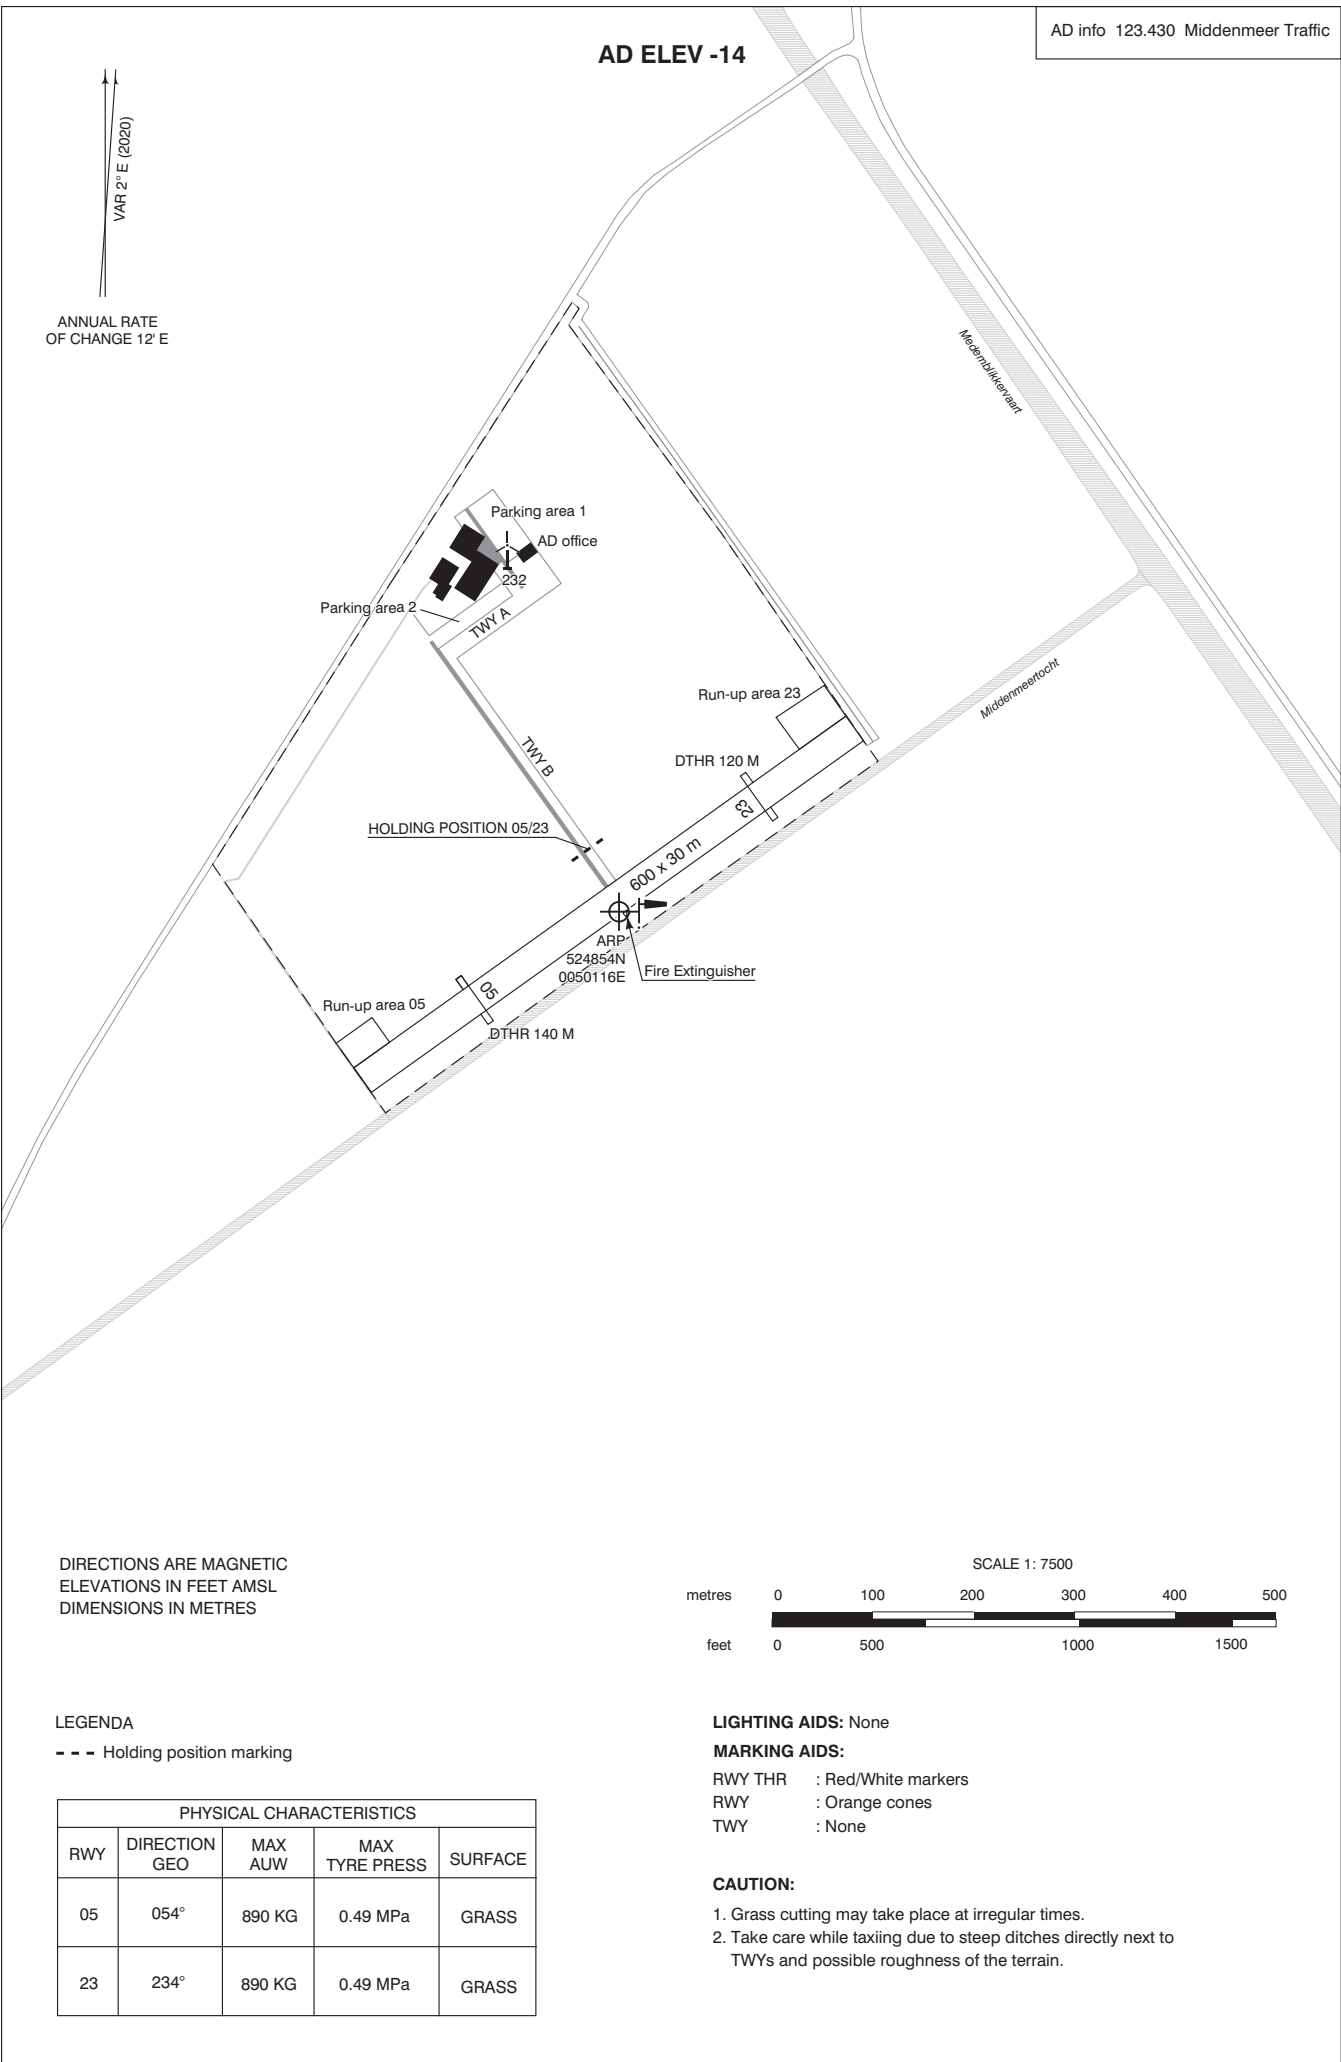 AD info 123.430 Middenmeer Traffic
AD ELEV -14
VAR 2° E (2020)
ANNUAL RATE
OF CHANGE 12' E
Medemblikkervaart
Parking area 1
AD office
232
Parking area 2
TWY A
Middenmeertocht
Run-up area 23
TWY B
DTHR 120 M
23
HOLDING POSITION 05/23
600 x 30 m
ARP
524854N
0050116E
Fire Extinguisher
05
Run-up area 05
DTHR 140 M
DIRECTIONS ARE MAGNETIC
ELEVATIONS IN FEET AMSL
DIMENSIONS IN METRES
SCALE 1: 7500
metres 0 100 200 300 400 500
feet 0 500 1000 1500
LEGENDA
--- Holding position marking
PHYSICAL CHARACTERISTICS
RWY DIRECTION GEO MAX AUW MAX TYRE PRESS SURFACE
05 054° 890 KG 0.49 MPa GRASS
23 234° 890 KG 0.49 MPa GRASS
LIGHTING AIDS: None
MARKING AIDS:
RWY THR : Red/White markers
RWY : Orange cones
TWY : None
CAUTION:
1. Grass cutting may take place at irregular times.
2. Take care while taxiing due to steep ditches directly next to
TWYs and possible roughness of the terrain.